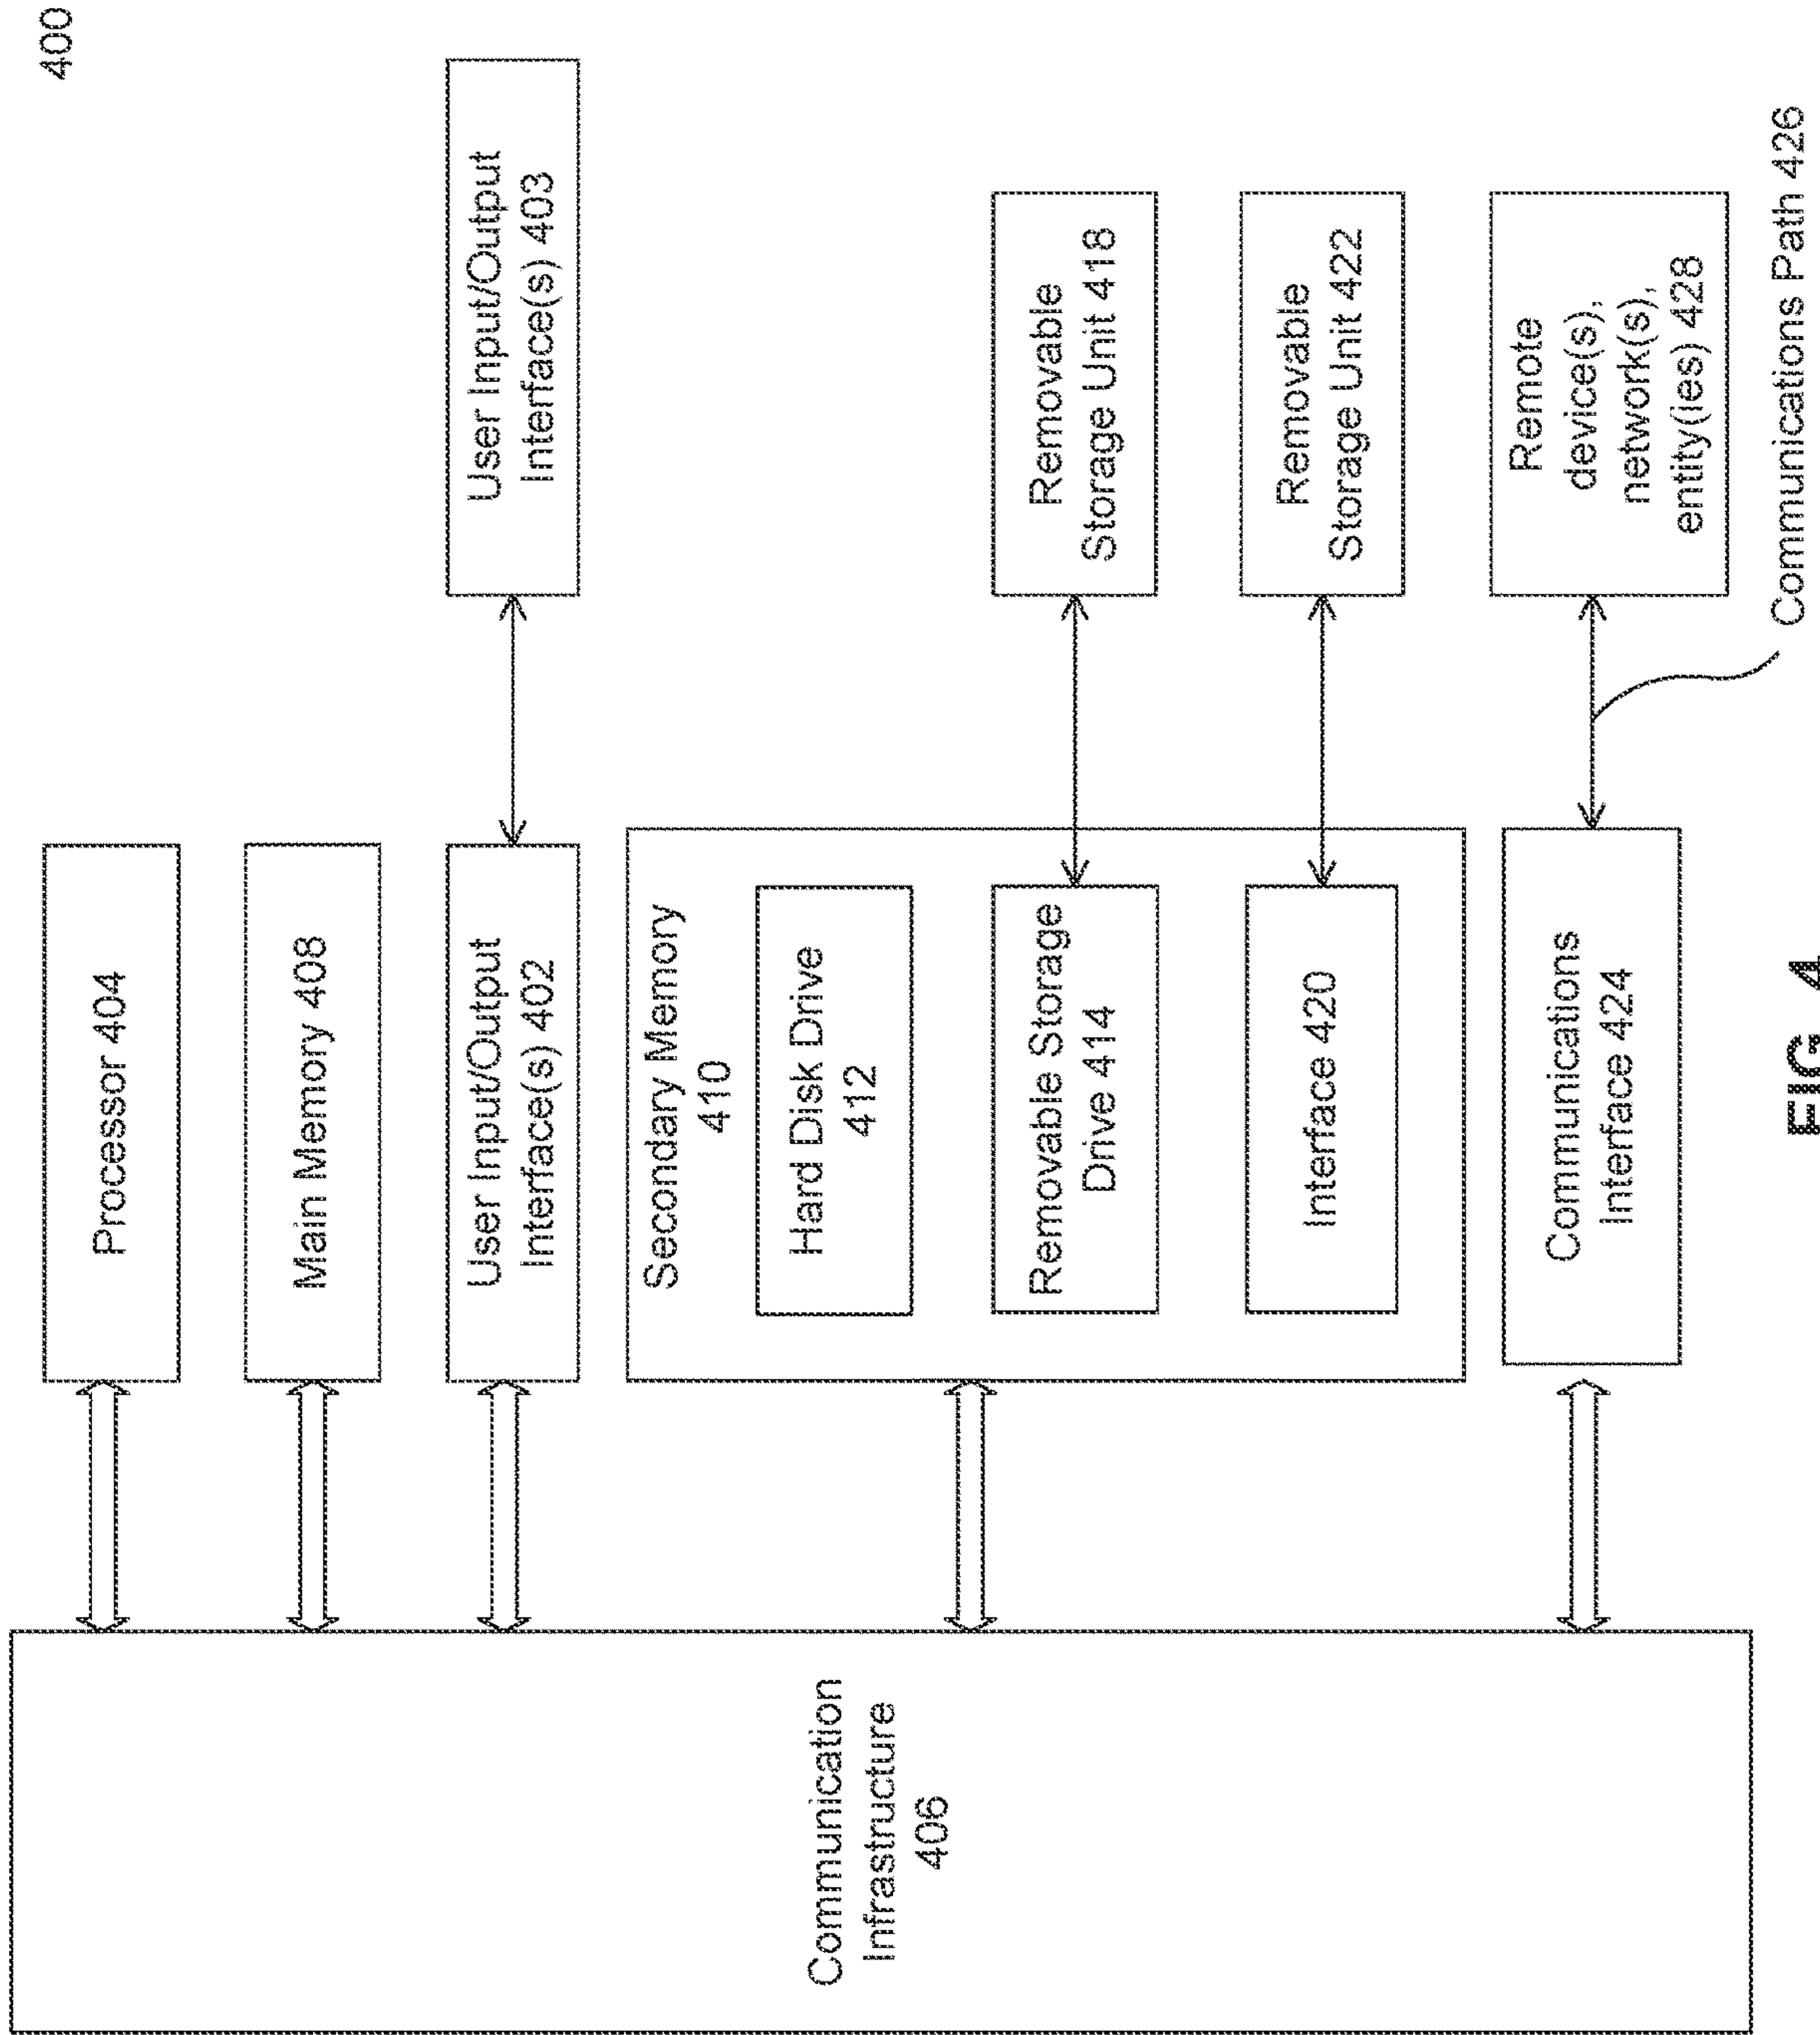 400
Processor 404
Main Memory 408
User Input/Output
Interface(s) 402
User Input/Output
Interface(s) 403
Communication
Infrastructure
406
Secondary Memory
410
Hard Disk Drive
412
Removable Storage
Drive 414
Removable
Storage Unit 418
Interface 420
Removable
Storage Unit 422
Communications
Interface 424
Remote
device(s),
network(s),
entity(ies) 428
Communications Path 426
FIG. 4